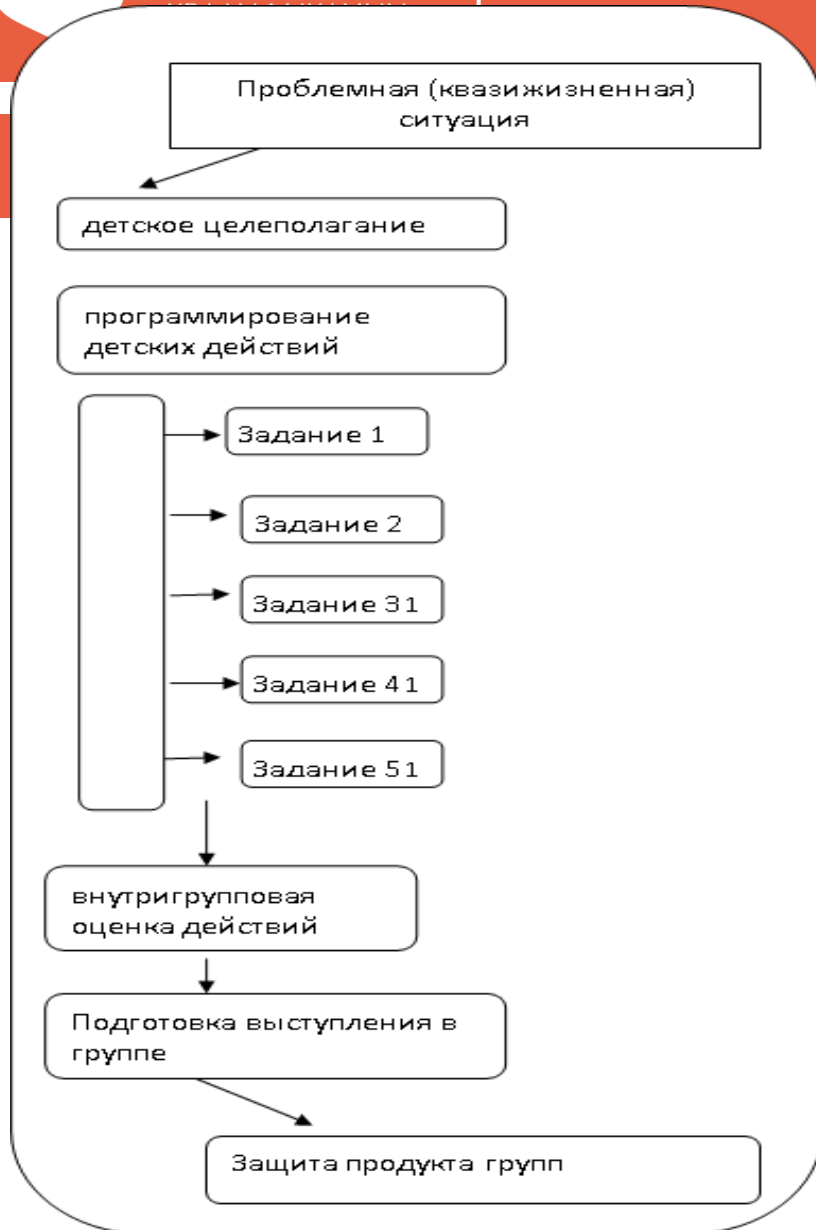 Проблемная (квазижизненная)
ситуация
детское целеполагание
программирование
детских действий
Задание 1
Задание 2
Задание 31
Задание 41
Задание 51
внутригрупповая
оценка действий
Подготовка выступления в
группе
Защита продукта групп